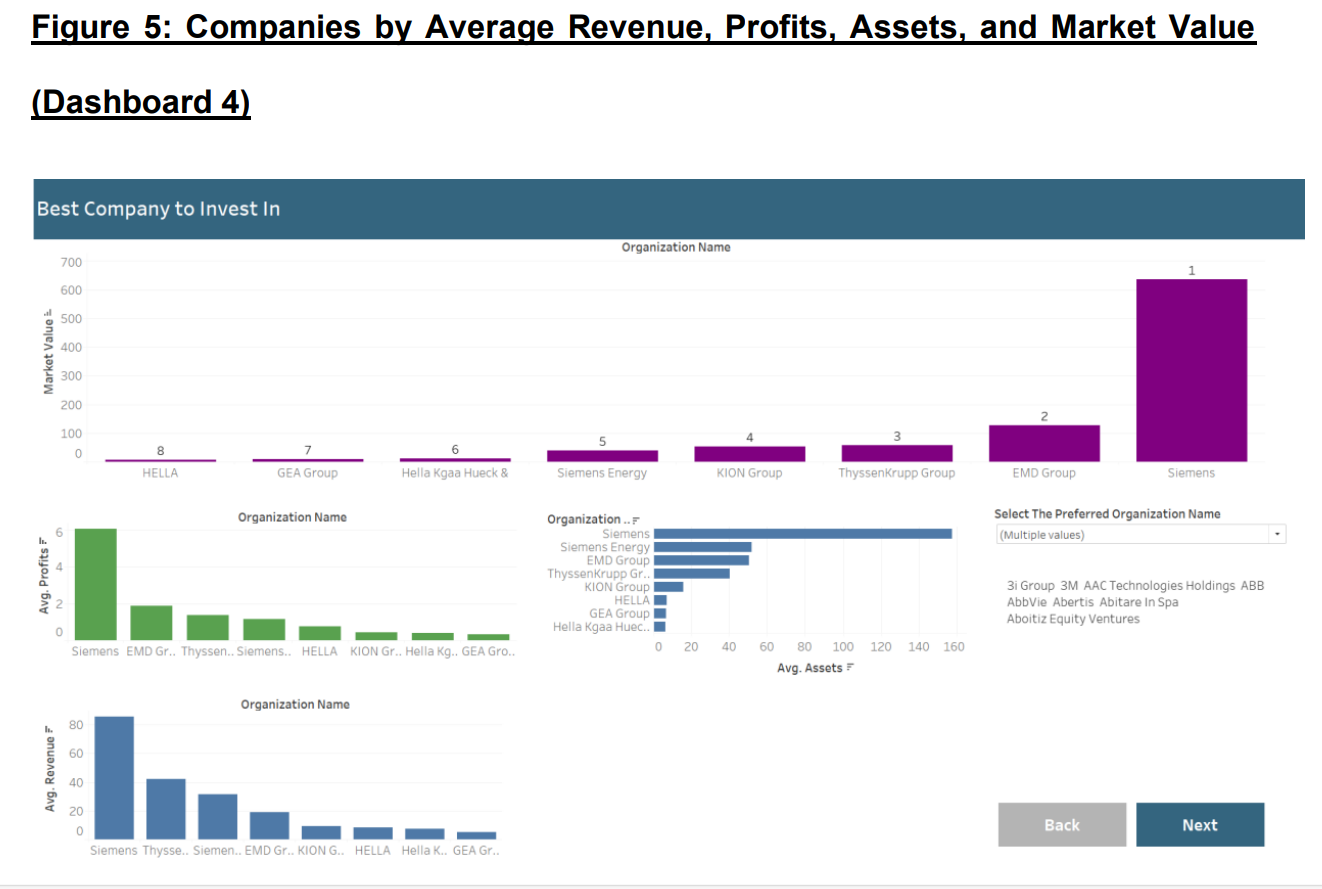 Figure 5: Companies by Average Revenue, Profits, Assets, and Market Value
(Dashboard 4)
Best Company to Invest In
Organization Name
Market Value
700
600
500
400
300
200
100
0
8
7
6
5
4
3
2
1
HELLA
GEA Group
Hella Kgaa Hueck &
Siemens Energy
KION Group
ThyssenKrupp Group
EMD Group
Siemens
Organization Name
Avg. Profits
6
4
2
0
Siemens
EMD Gr..
Thyssen..
Siemens..
HELLA
KION Gr..
Hella Kg..
GEA Gro..
Organization ..
Siemens
Siemens Energy
EMD Group
ThyssenKrupp Gr..
KION Group
HELLA
GEA Group
Hella Kgaa Huec..
0
20
40
60
80
100
120
140
160
Avg. Assets
Select The Preferred Organization Name
(Multiple values)
3i Group 3M AAC Technologies Holdings ABB
AbbVie Abertis Abitare In Spa
Aboitiz Equity Ventures
Organization Name
Avg. Revenue
80
60
40
20
0
Siemens
Thysse..
Siemen..
EMD Gr..
KION G..
HELLA
Hella K..
GEA Gr..
Back
Next